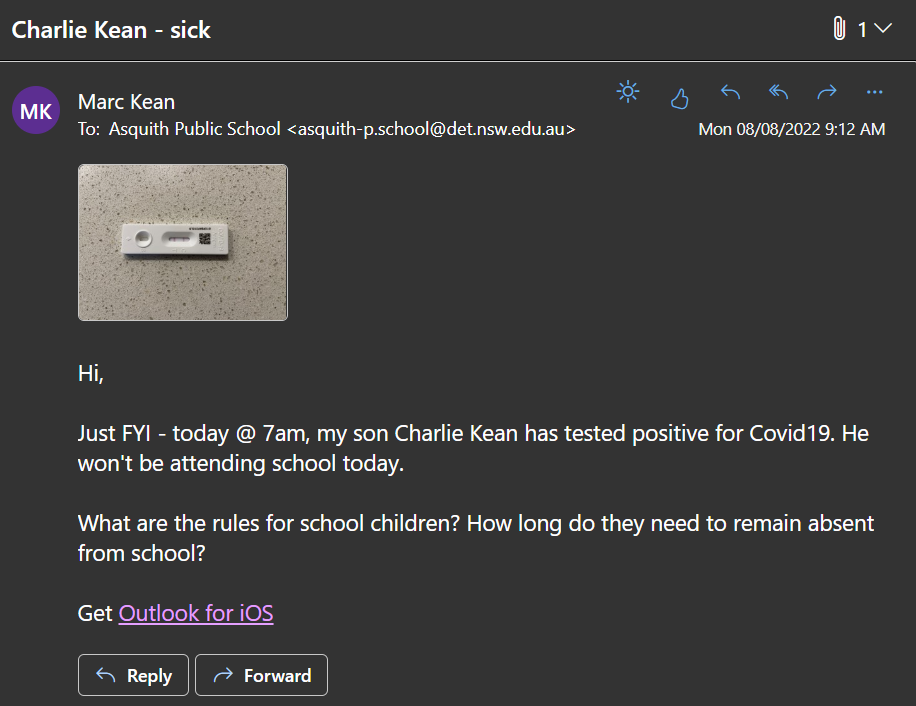 Charlie Kean - sick
1
MK
Marc Kean
To: Asquith Public School <asquith-p.school@det.nsw.edu.au>
Mon 08/08/2022 9:12 AM
Hi,
Just FYI - today @ 7am, my son Charlie Kean has tested positive for Covid19. He
won't be attending school today.
What are the rules for school children? How long do they need to remain absent
from school?
Get Outlook for iOS
Reply
Forward